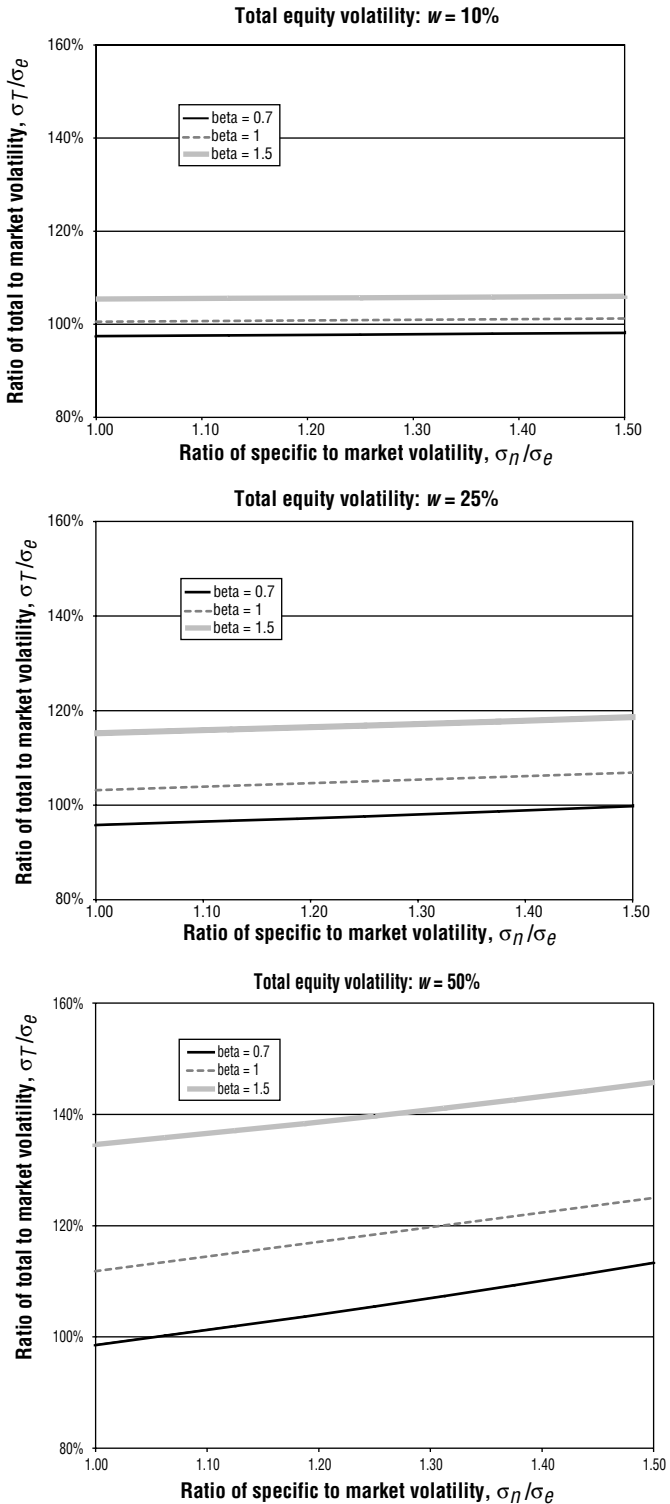 Total equity volatility: w = 10%
Ratio of total to market volatility, σT/σe
160%
140%
120%
100%
80%
beta = 0.7
beta = 1
beta = 1.5
1.00 1.10 1.20 1.30 1.40 1.50
Ratio of specific to market volatility, σn/σe
Total equity volatility: w = 25%
Ratio of total to market volatility, σT/σe
160%
140%
120%
100%
80%
beta = 0.7
beta = 1
beta = 1.5
1.00 1.10 1.20 1.30 1.40 1.50
Ratio of specific to market volatility, σn/σe
Total equity volatility: w = 50%
Ratio of total to market volatility, σT/σe
160%
140%
120%
100%
80%
beta = 0.7
beta = 1
beta = 1.5
1.00 1.10 1.20 1.30 1.40 1.50
Ratio of specific to market volatility, σn/σe